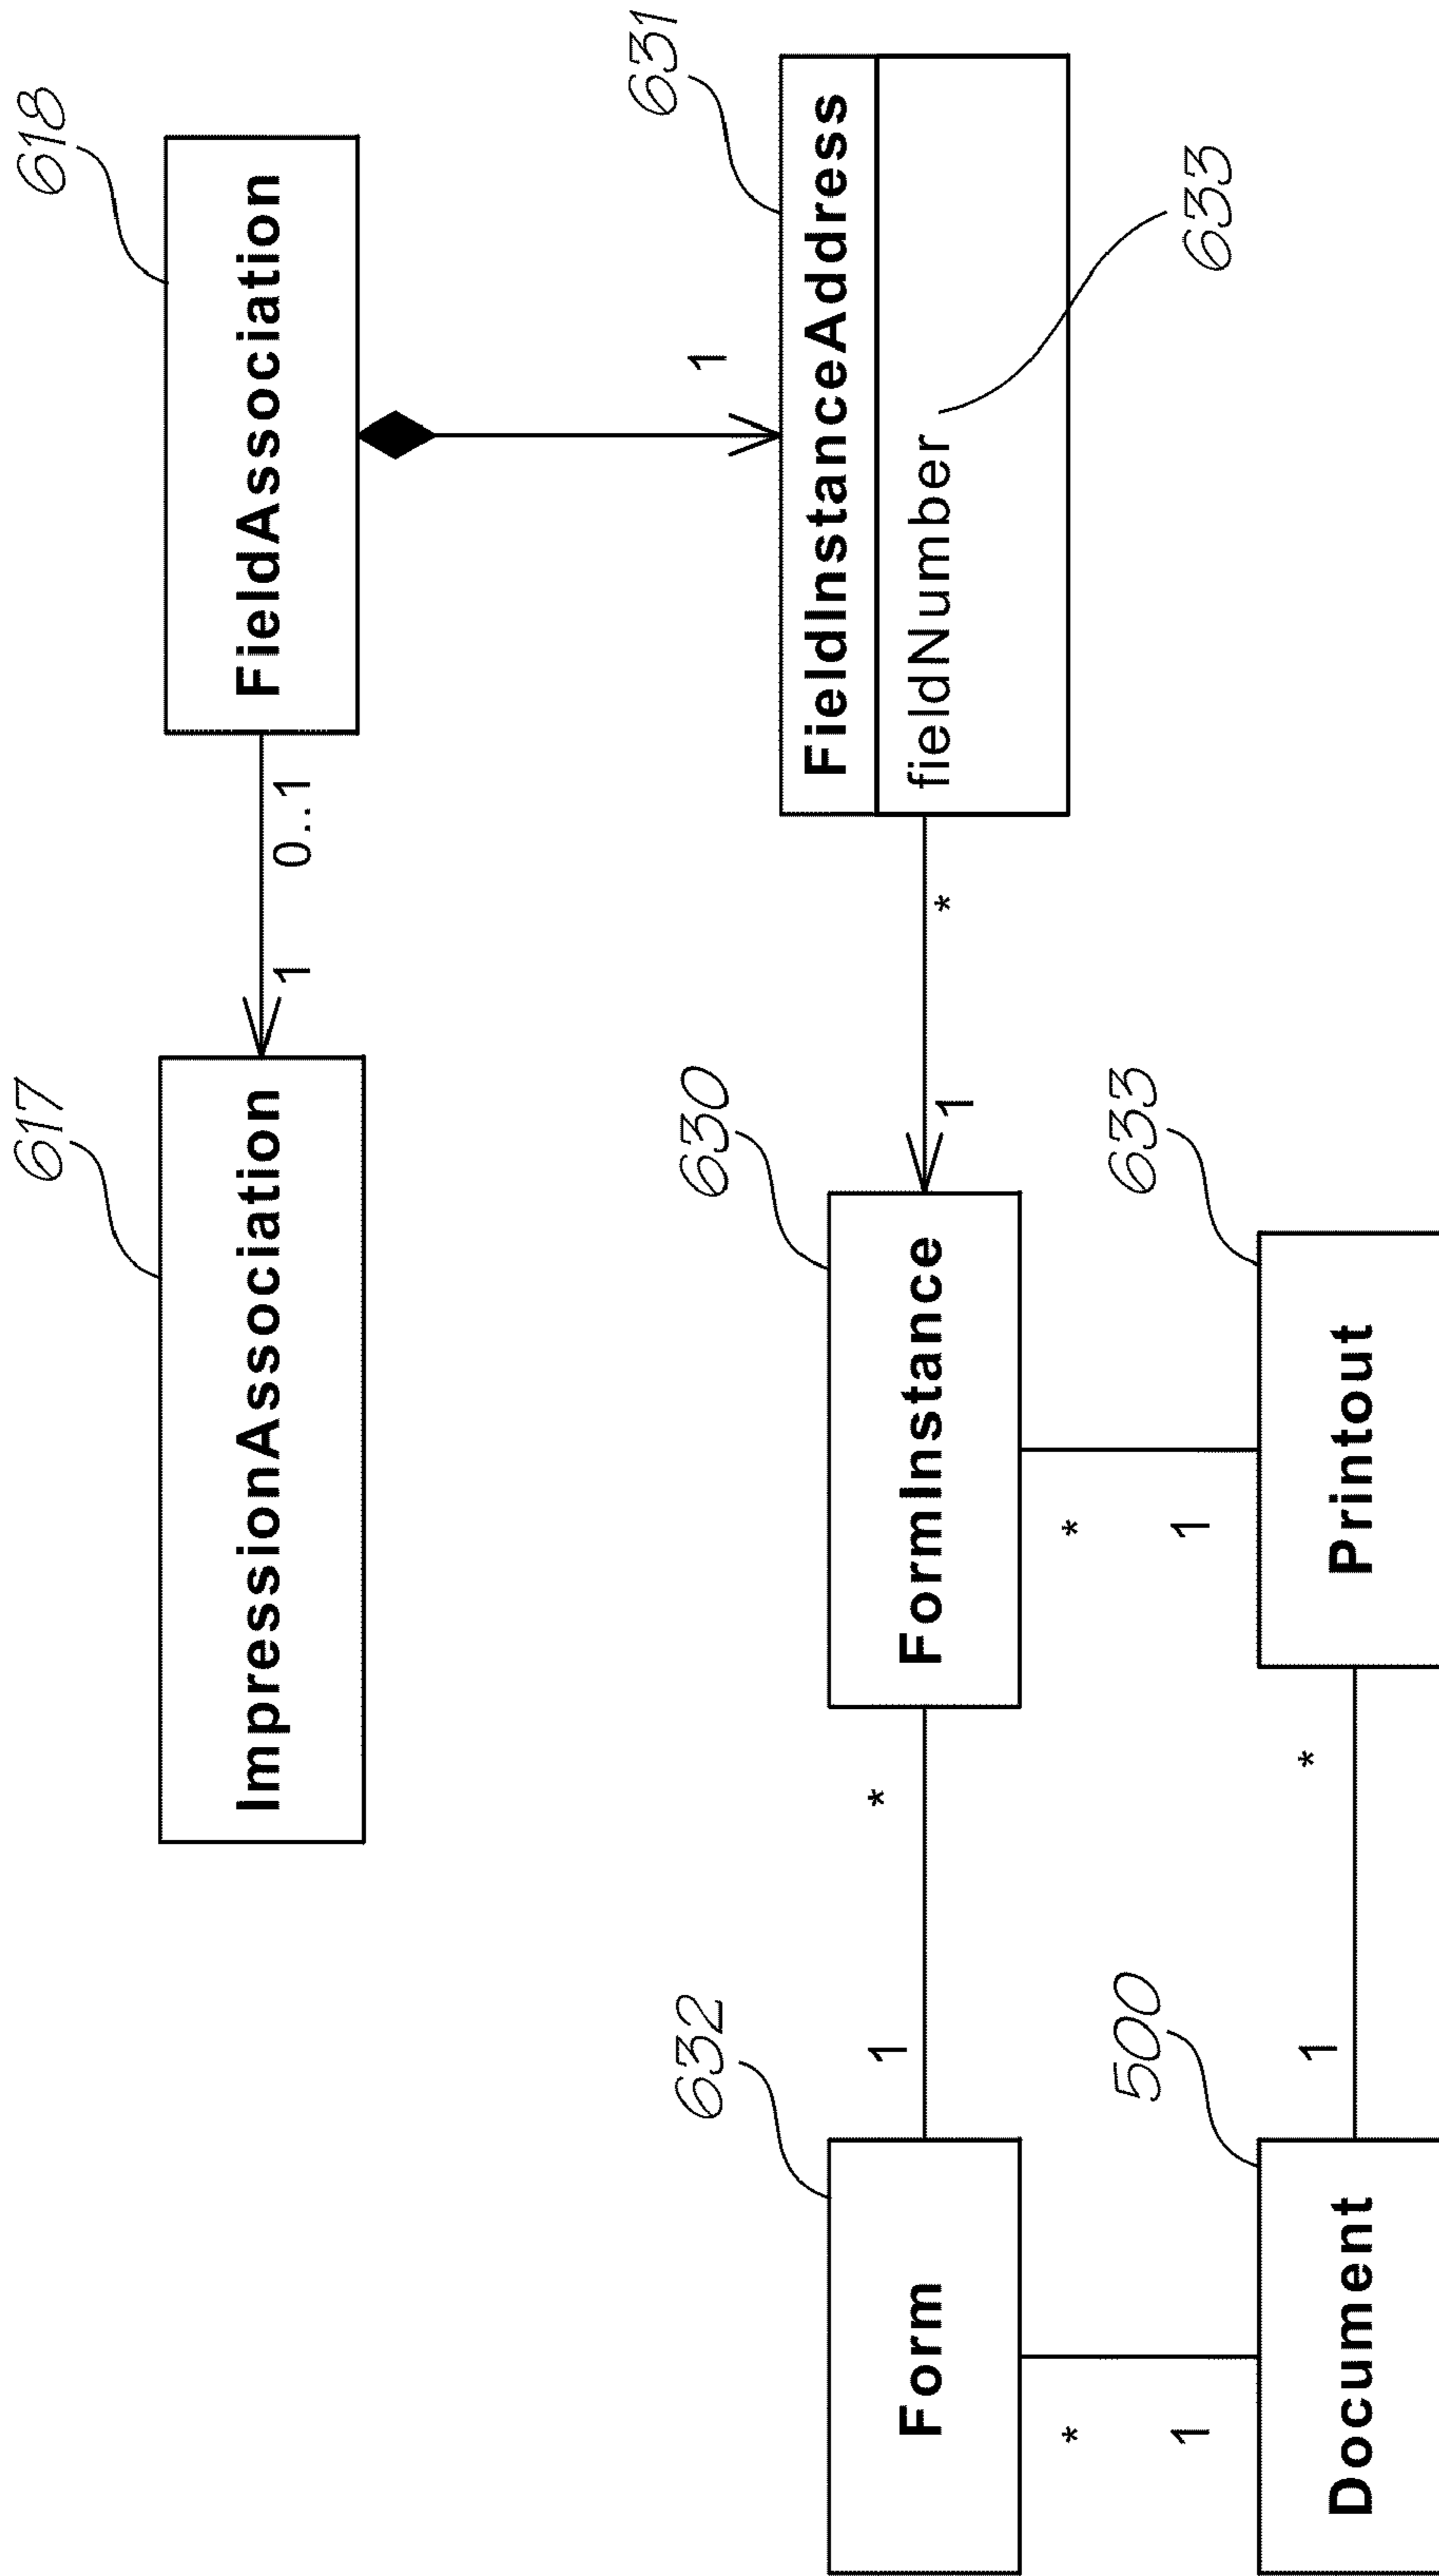 617
618
ImpressionAssociation
FieldAssociation
1
0..1
1
632
630
631
FieldInstanceAddress
1
*
Form
FormInstance
fieldNumber
1
*
*
*
500
633
633
1
1
1
*
Document
Printout